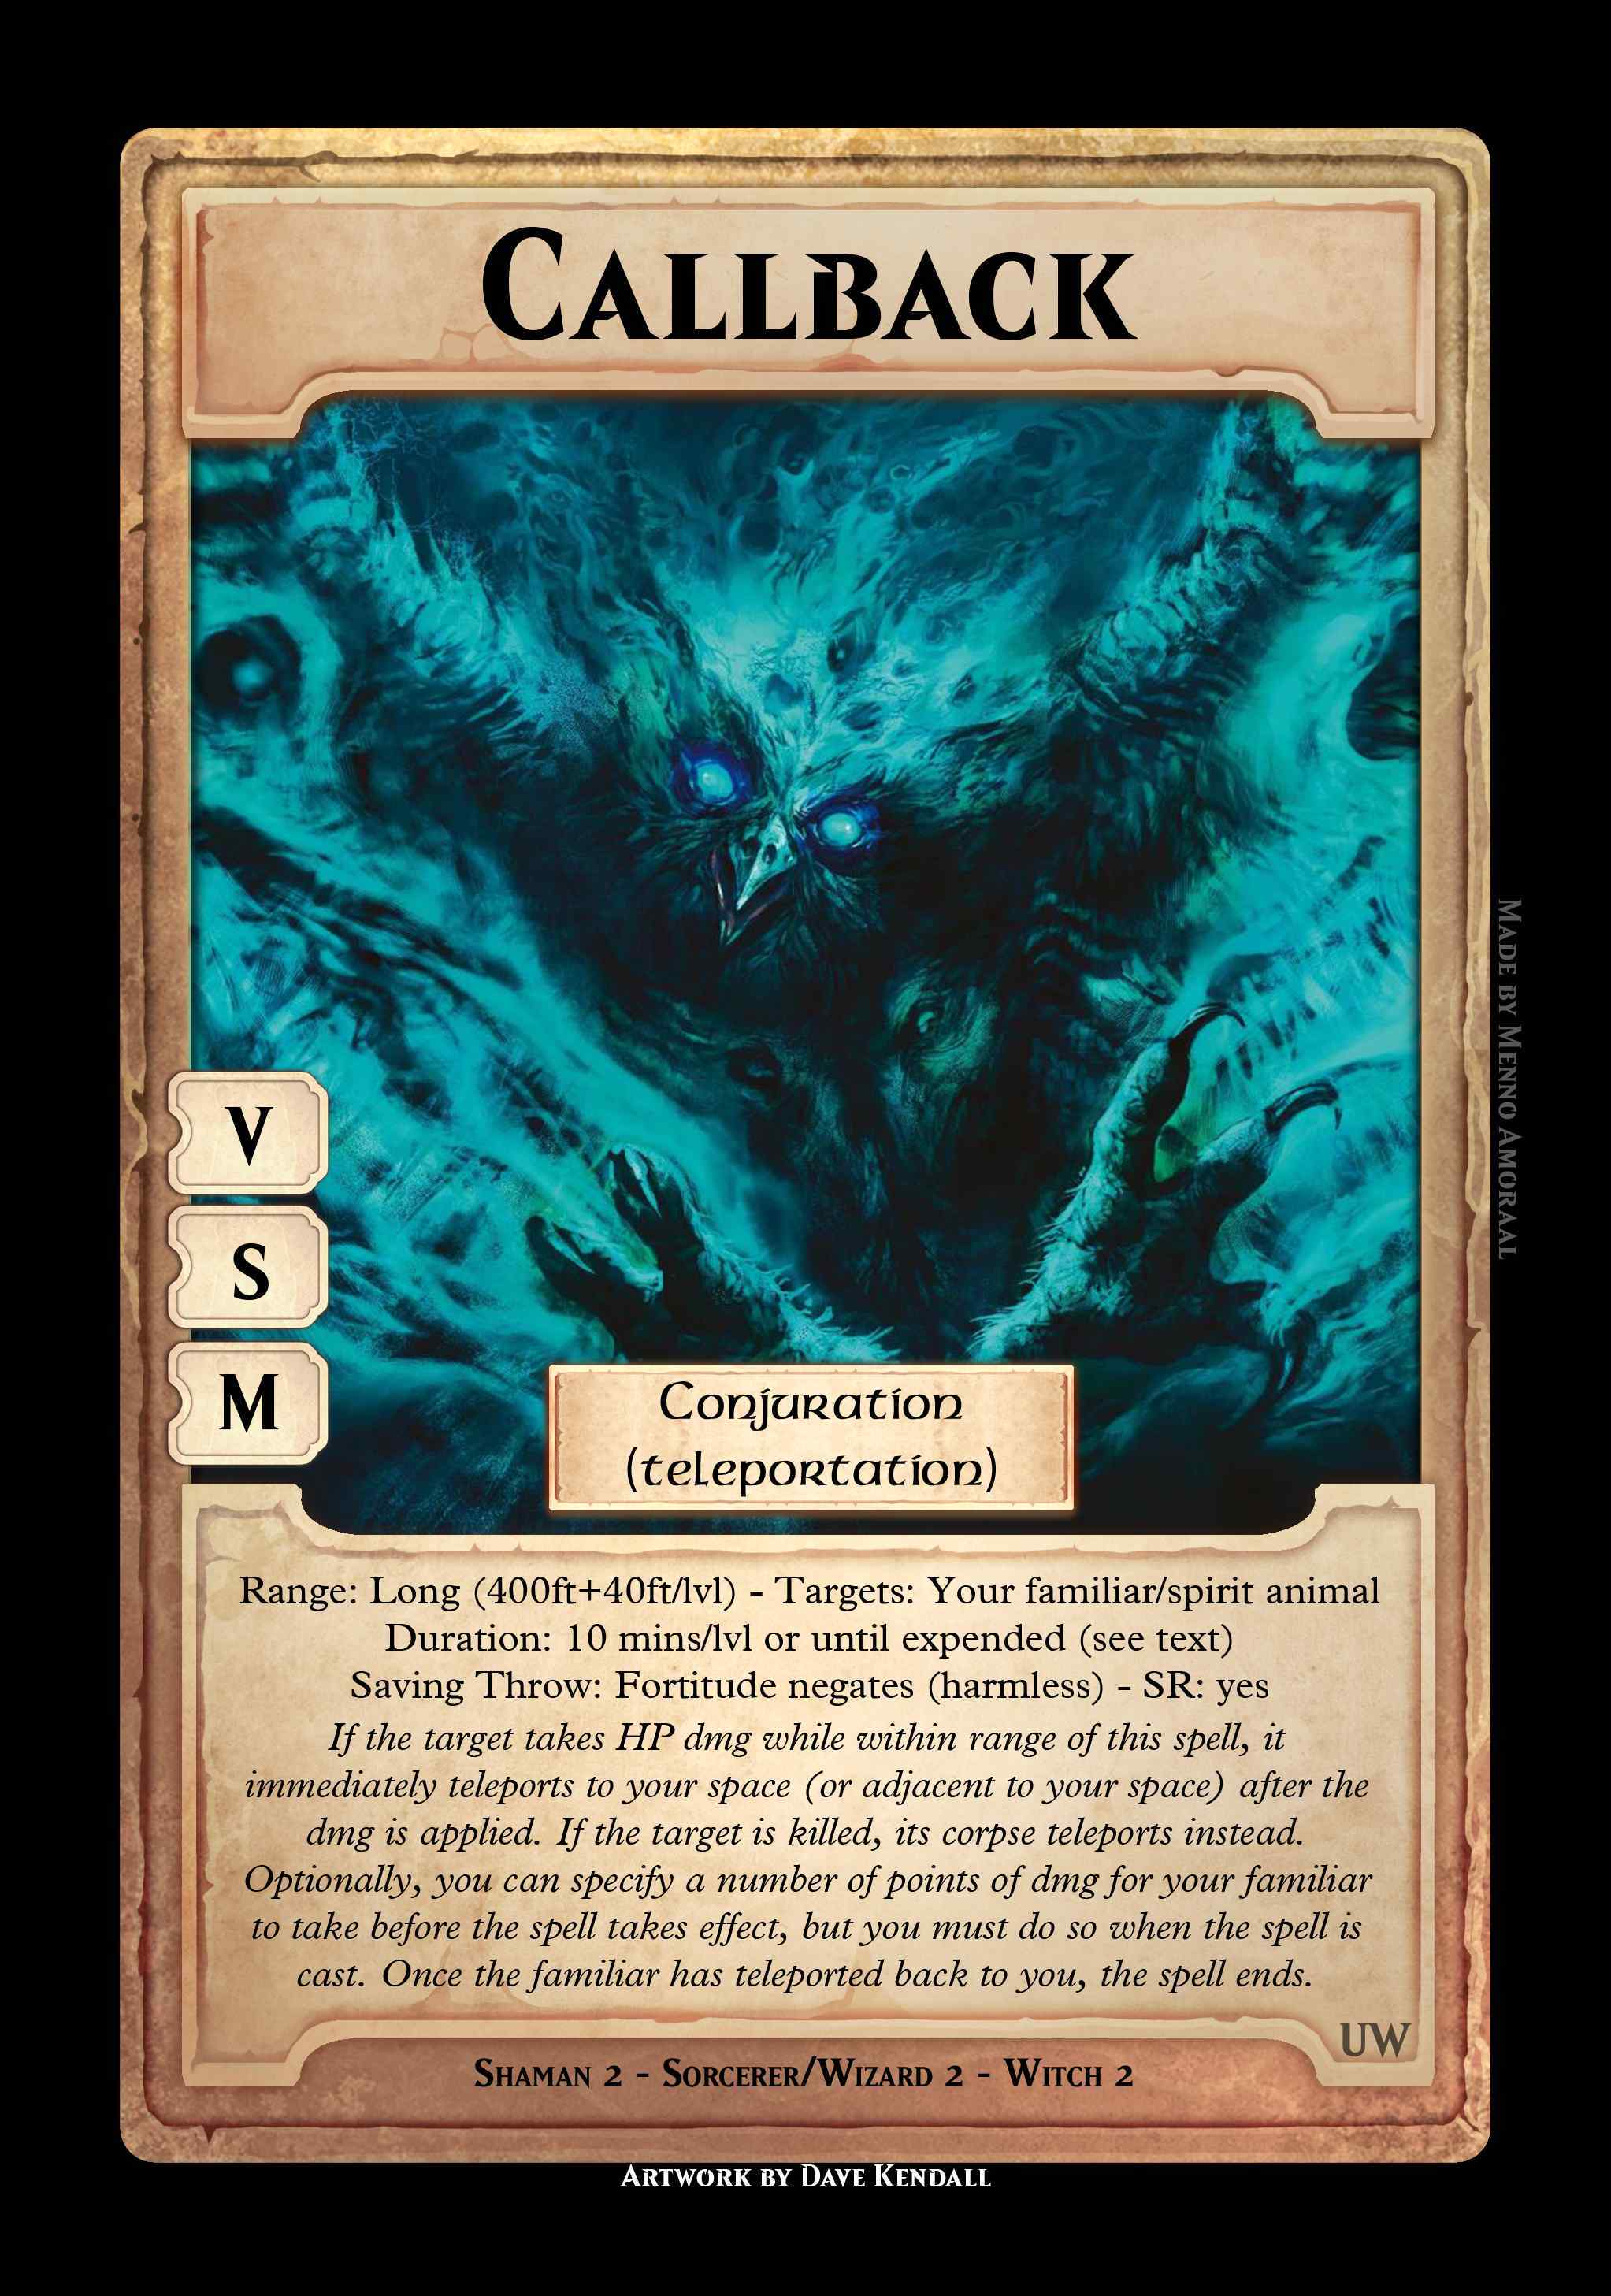 Callback
V
S
M
Conjuration
(teleportation)
Range: Long (400ft+40ft/lvl) - Targets: Your familiar/spirit animal
Duration: 10 mins/lvl or until expended (see text)
Saving Throw: Fortitude negates (harmless) - SR: yes
If the target takes HP dmg while within range of this spell, it
immediately teleports to your space (or adjacent to your space) after the
dmg is applied. If the target is killed, its corpse teleports instead.
Optionally, you can specify a number of points of dmg for your familiar
to take before the spell takes effect, but you must do so when the spell is
cast. Once the familiar has teleported back to you, the spell ends.
UW
Shaman 2 - Sorcerer/Wizard 2 - Witch 2
Artwork by Dave Kendall
Made by Menno Amoraal